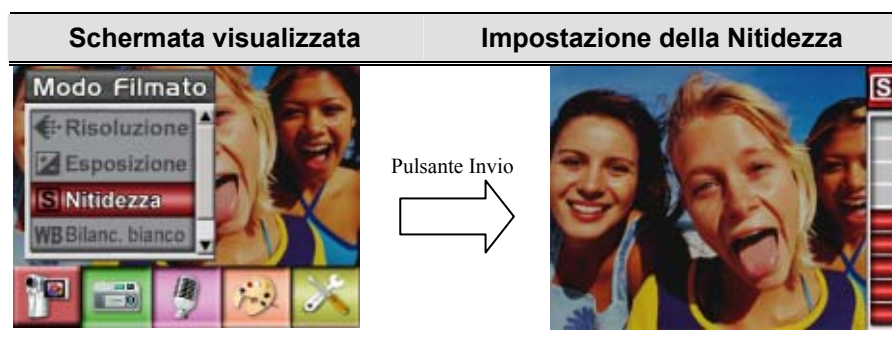 Schermata visualizzata Impostazione della Nitidezza
Modo Filmato
Risoluzione
Esposizione
S Nitidezza
WB Bilanc. bianco
Pulsante Invio
S